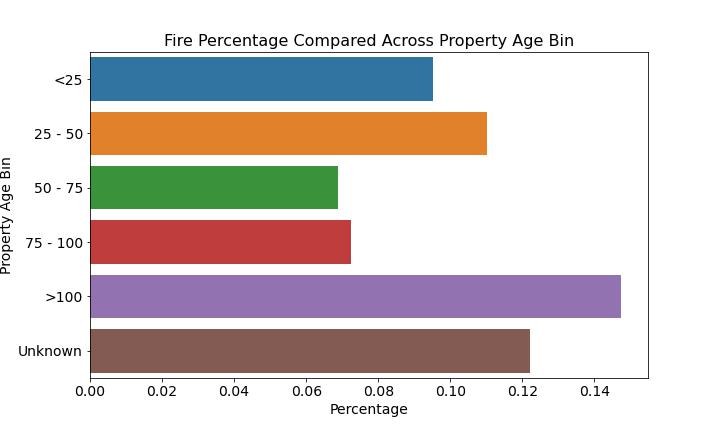 Fire Percentage Compared Across Property Age Bin
Property Age Bin
<25
25 - 50
50 - 75
75 - 100
>100
Unknown
0.00 0.02 0.04 0.06 0.08 0.10 0.12 0.14
Percentage